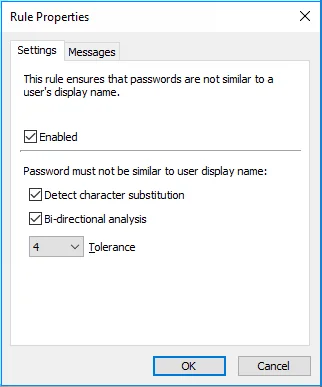 Rule Properties
Settings
Messages
This rule ensures that passwords are not similar to a
user's display name.
Enabled
Password must not be similar to user display name:
Detect character substitution
Bi-directional analysis
4
Tolerance
OK
Cancel